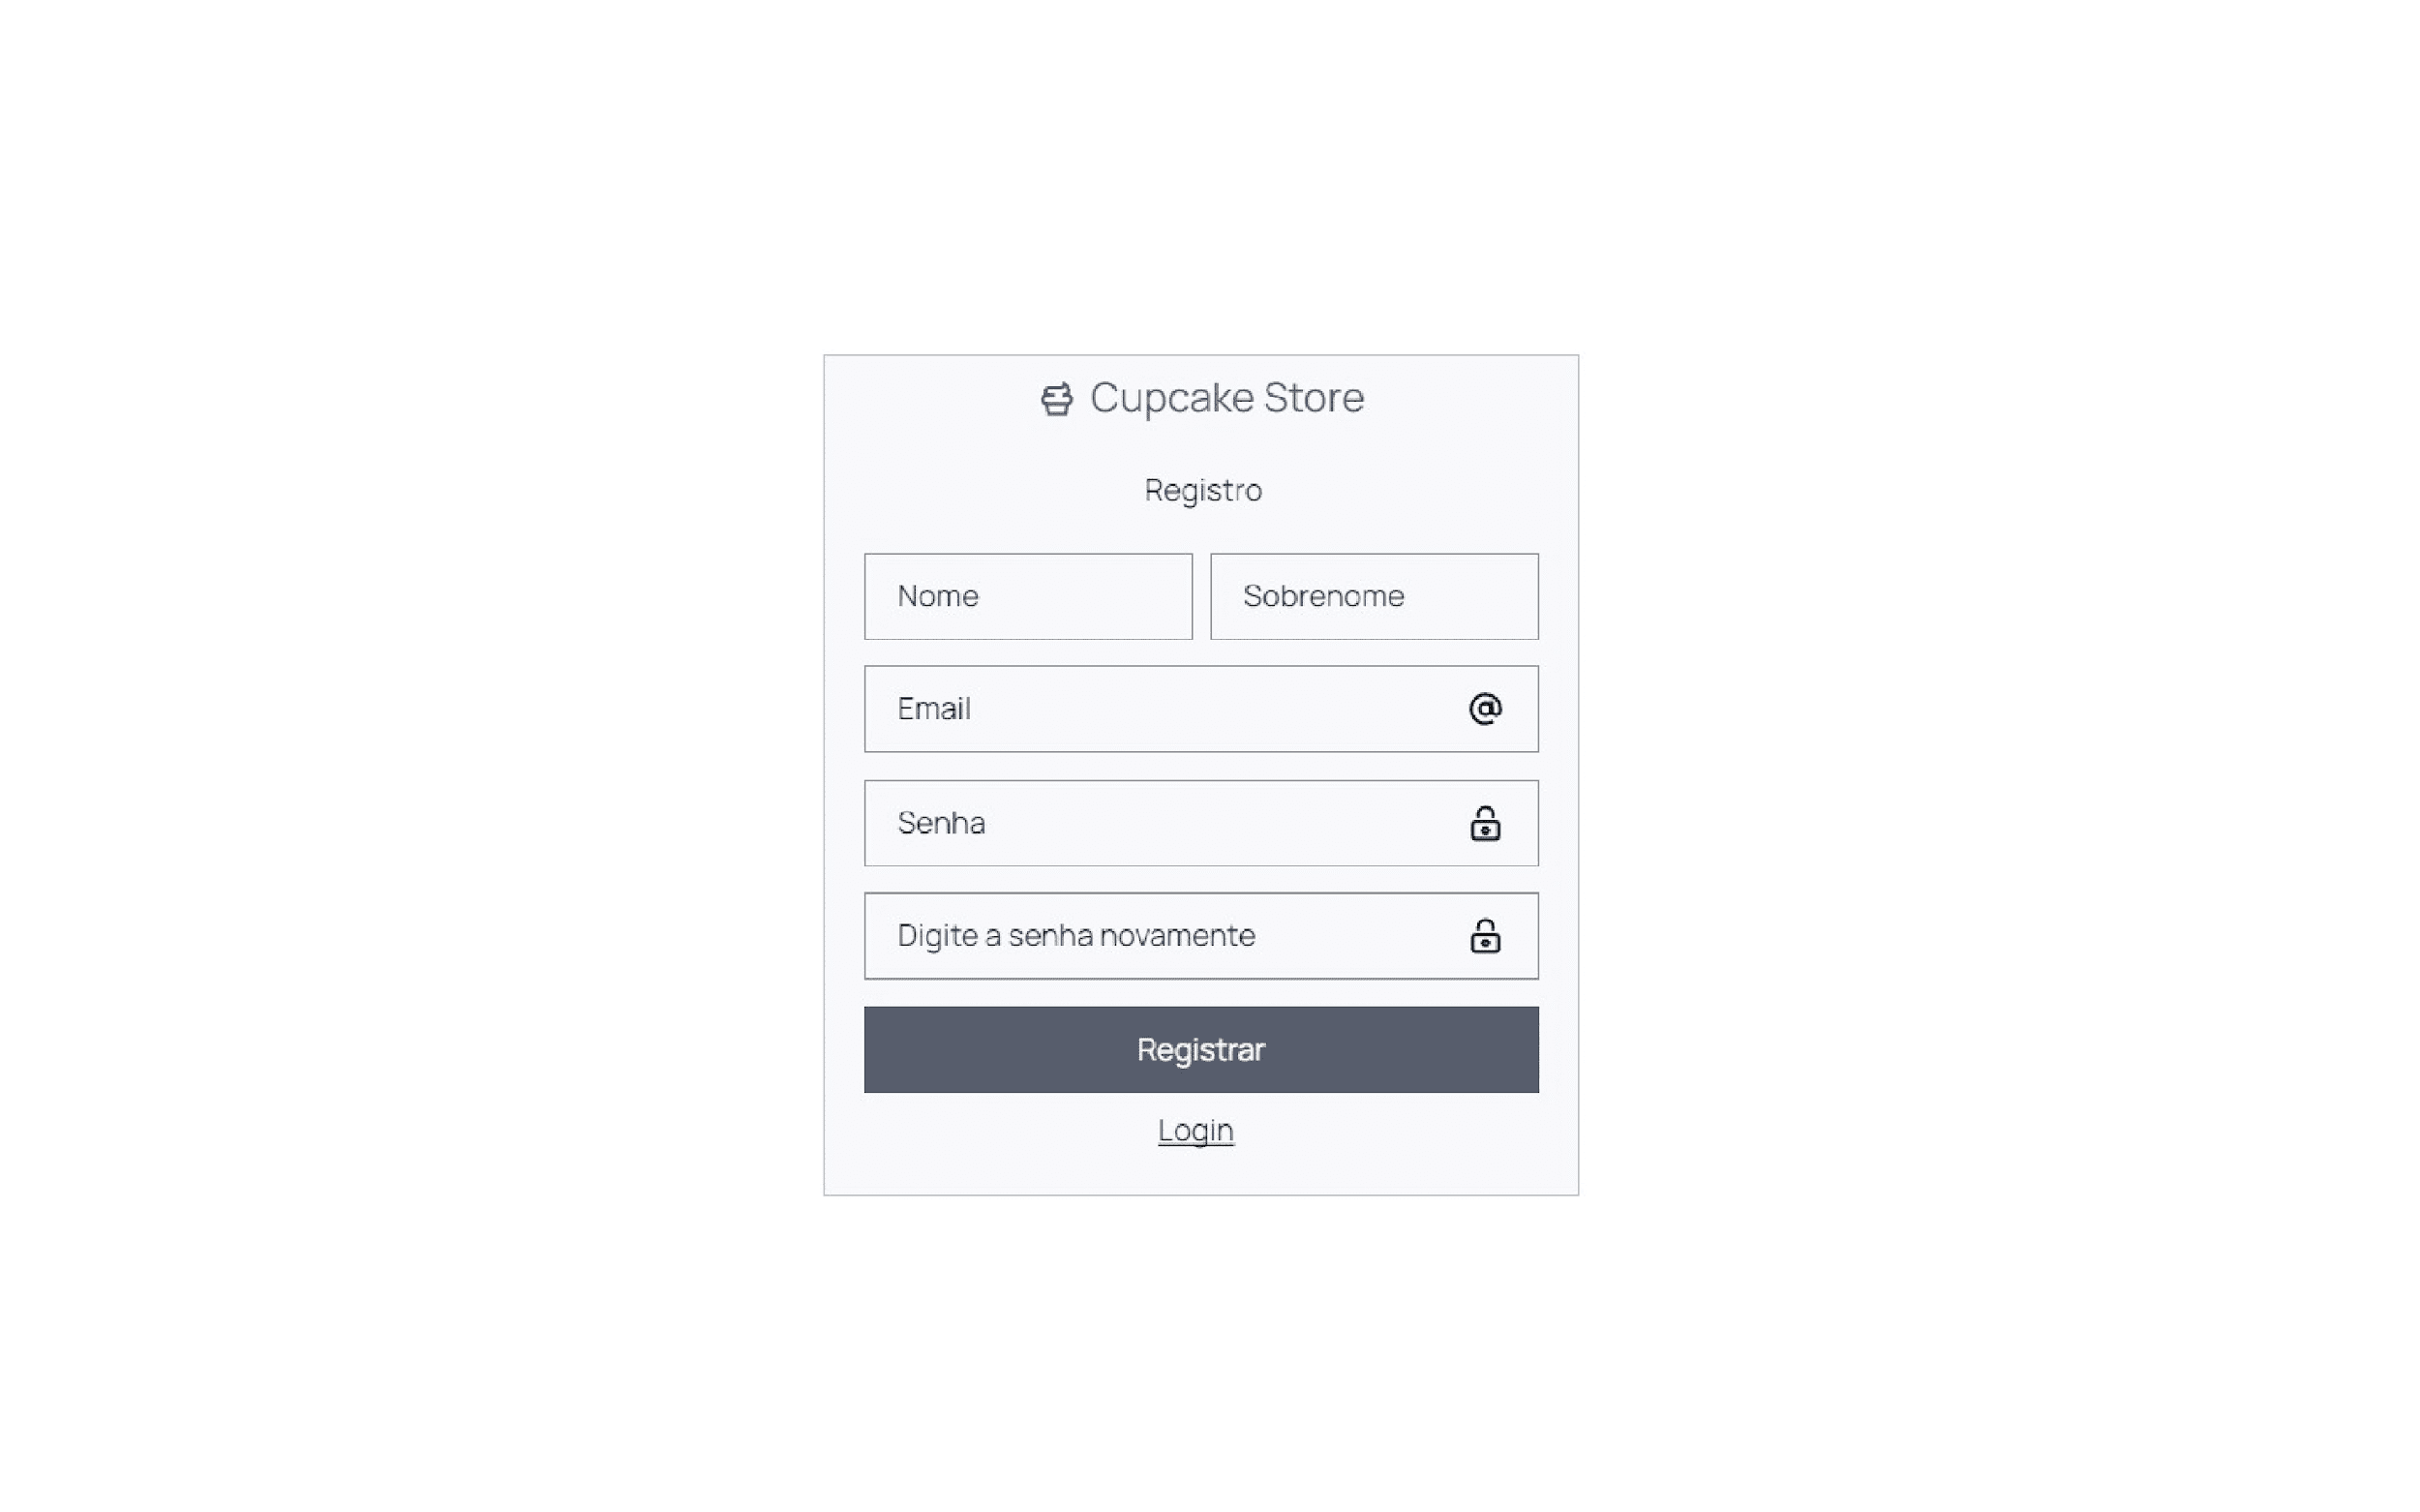 Cupcake Store
Registro
Nome Sobrenome
Email @
Senha
Digite a senha novamente
Registrar
Login